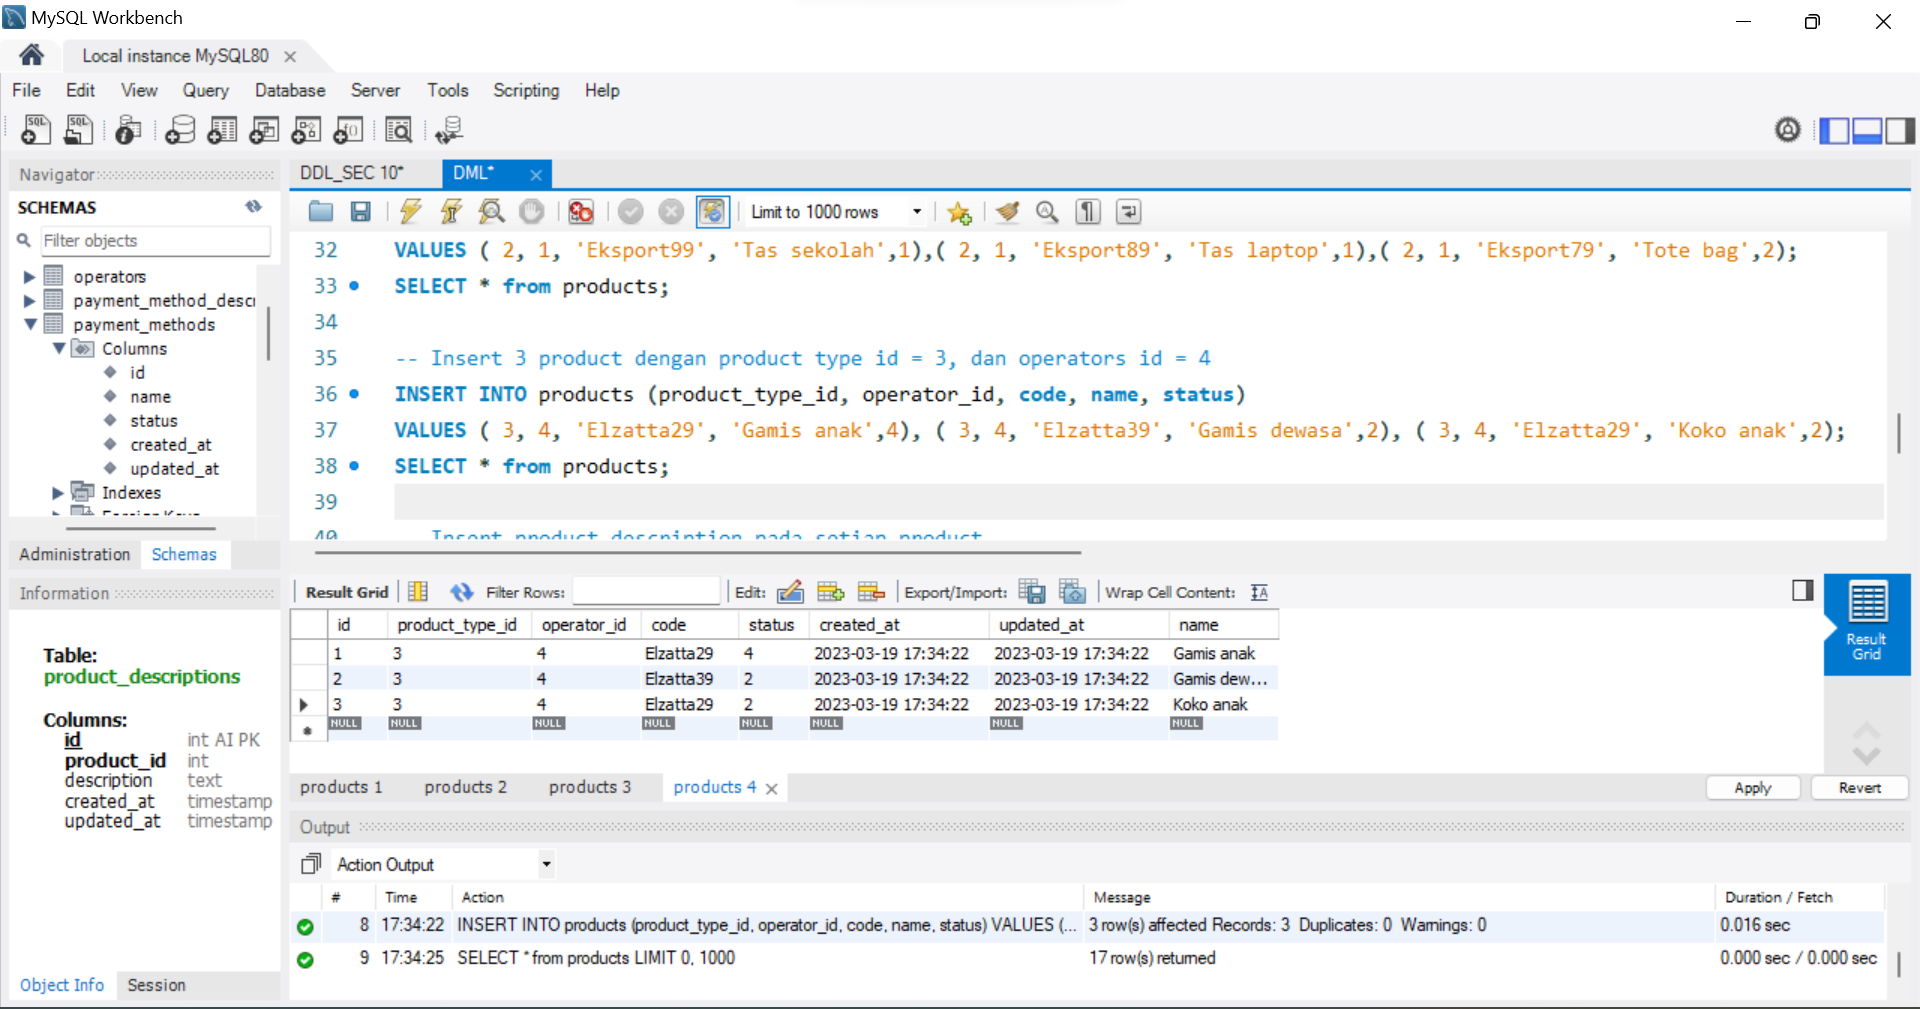 MySQL Workbench
Local instance MySQL80
File Edit View Query Database Server Tools Scripting Help
Navigator
SCHEMAS
Filter objects
operators
payment_method_descr
payment_methods
Columns
id
name
status
created_at
updated_at
Indexes
Administration Schemas
Information
Table:
product_descriptions
Columns:
id int AI PK
product_id int
description text
created_at timestamp
updated_at timestamp
Object Info Session
DDL_SEC 10* DML*
Limit to 1000 rows
32 VALUES ( 2, 1, 'Eksport99', 'Tas sekolah',1),( 2, 1, 'Eksport89', 'Tas laptop',1),( 2, 1, 'Eksport79', 'Tote bag',2);
33 SELECT * from products;
34
35 -- Insert 3 product dengan product type id = 3, dan operators id = 4
36 INSERT INTO products (product_type_id, operator_id, code, name, status)
37 VALUES ( 3, 4, 'Elzatta29', 'Gamis anak',4), ( 3, 4, 'Elzatta39', 'Gamis dewasa',2), ( 3, 4, 'Elzatta29', 'Koko anak',2);
38 SELECT * from products;
39
40 Insert product description pada setiap product
Result Grid Filter Rows: Edit: Export/Import: Wrap Cell Content:
id product_type_id operator_id code status created_at updated_at name
1 3 4 Elzatta29 4 2023-03-19 17:34:22 2023-03-19 17:34:22 Gamis anak
2 3 4 Elzatta39 2 2023-03-19 17:34:22 2023-03-19 17:34:22 Gamis dew...
3 3 4 Elzatta29 2 2023-03-19 17:34:22 2023-03-19 17:34:22 Koko anak
NULL NULL NULL NULL NULL NULL NULL NULL
Result
Grid
products 1 products 2 products 3 products 4
Apply Revert
Output
Action Output
# Time Action Message Duration / Fetch
8 17:34:22 INSERT INTO products (product_type_id, operator_id, code, name, status) VALUES (... 3 row(s) affected Records: 3 Duplicates: 0 Warnings: 0 0.016 sec
9 17:34:25 SELECT * from products LIMIT 0, 1000 17 row(s) returned 0.000 sec / 0.000 sec